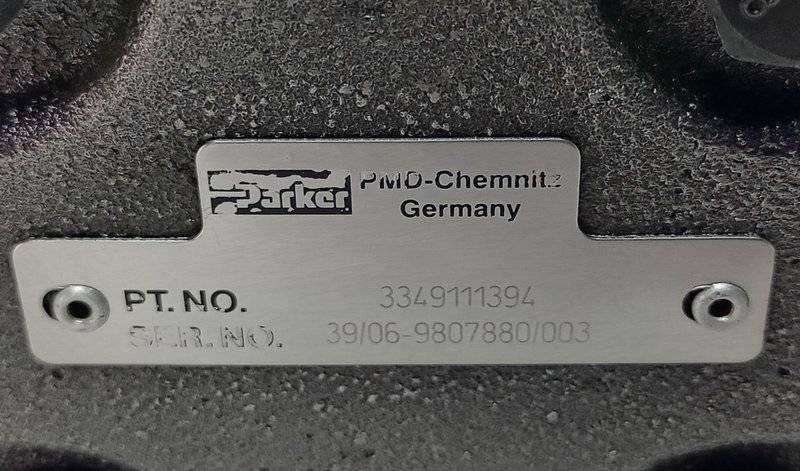 Parker PMD-Chemnitz
Germany
PT. NO. 3349111394
SER. NO. 39/06-9807880/003